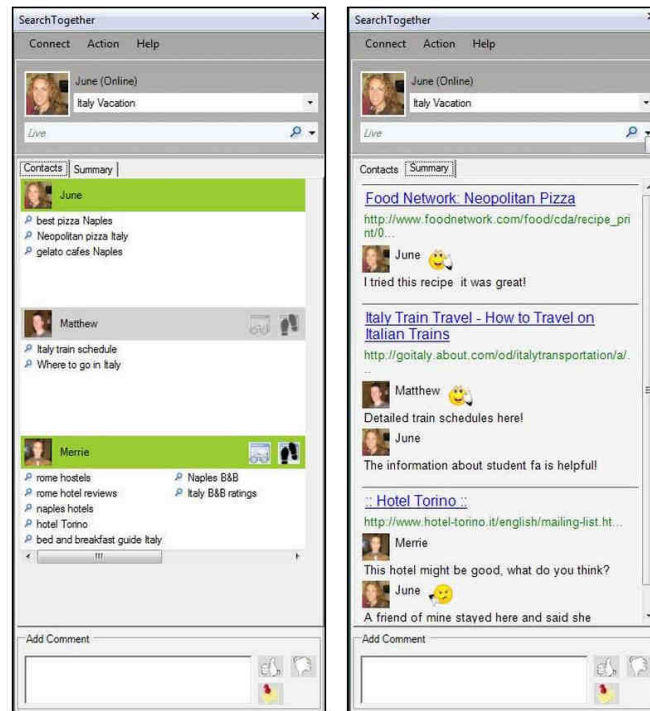 SearchTogether
Connect Action Help
June (Online)
Italy Vacation
Live
Contacts Summary
June
best pizza Naples
Neopolitan pizza Italy
gelato cafes Naples
Matthew
Italy train schedule
Where to go in Italy
Merrie
rome hostels Naples B&B
rome hotel reviews Italy B&B ratings
naples hotels
hotel Torino
bed and breakfast guide Italy
Add Comment
SearchTogether
Connect Action Help
June (Online)
Italy Vacation
Live
Contacts Summary
Food Network: Neopolitan Pizza
http://www.foodnetwork.com/food/cda/recipe_pri
nt/0...
June
I tried this recipe it was great!
Italy Train Travel - How to Travel on
Italian Trains
http://goitaly.about.com/od/italytransportation/a/.
..
Matthew
Detailed train schedules here!
June
The information about student fa is helpful!
:: Hotel Torino ::
http://www.hotel-torino.it/english/mailing-list.ht...
Merrie
This hotel might be good, what do you think?
June
A friend of mine stayed here and said she
Add Comment